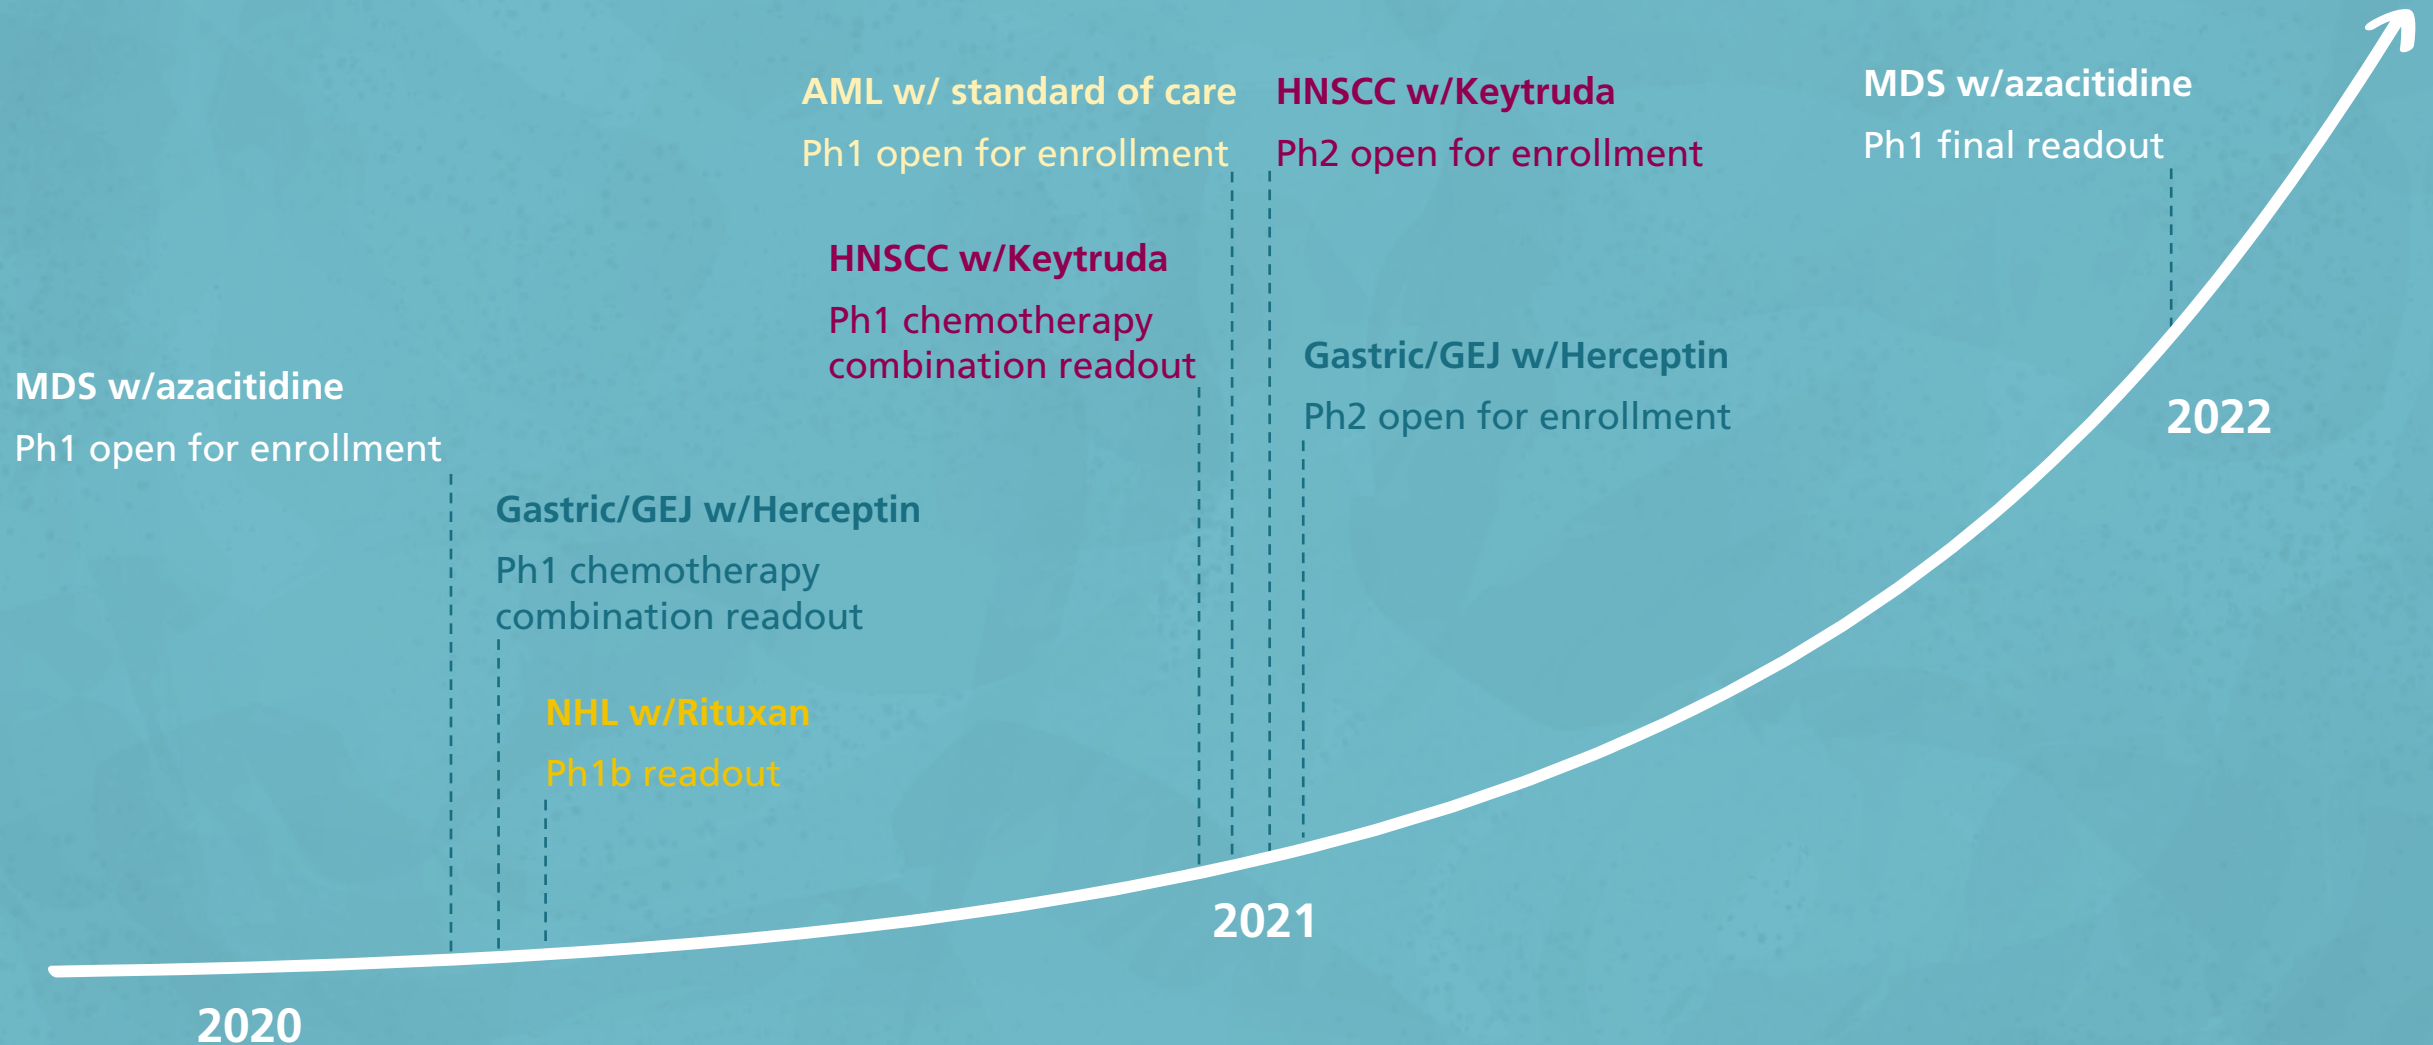 AML w/ standard of care
Ph1 open for enrollment
HNSCC w/Keytruda
Ph2 open for enrollment
MDS w/azacitidine
Ph1 final readout
HNSCC w/Keytruda
Ph1 chemotherapy
combination readout
Gastric/GEJ w/Herceptin
Ph2 open for enrollment
MDS w/azacitidine
Ph1 open for enrollment
Gastric/GEJ w/Herceptin
Ph1 chemotherapy
combination readout
NHL w/Rituxan
Ph1b readout
2022
2021
2020